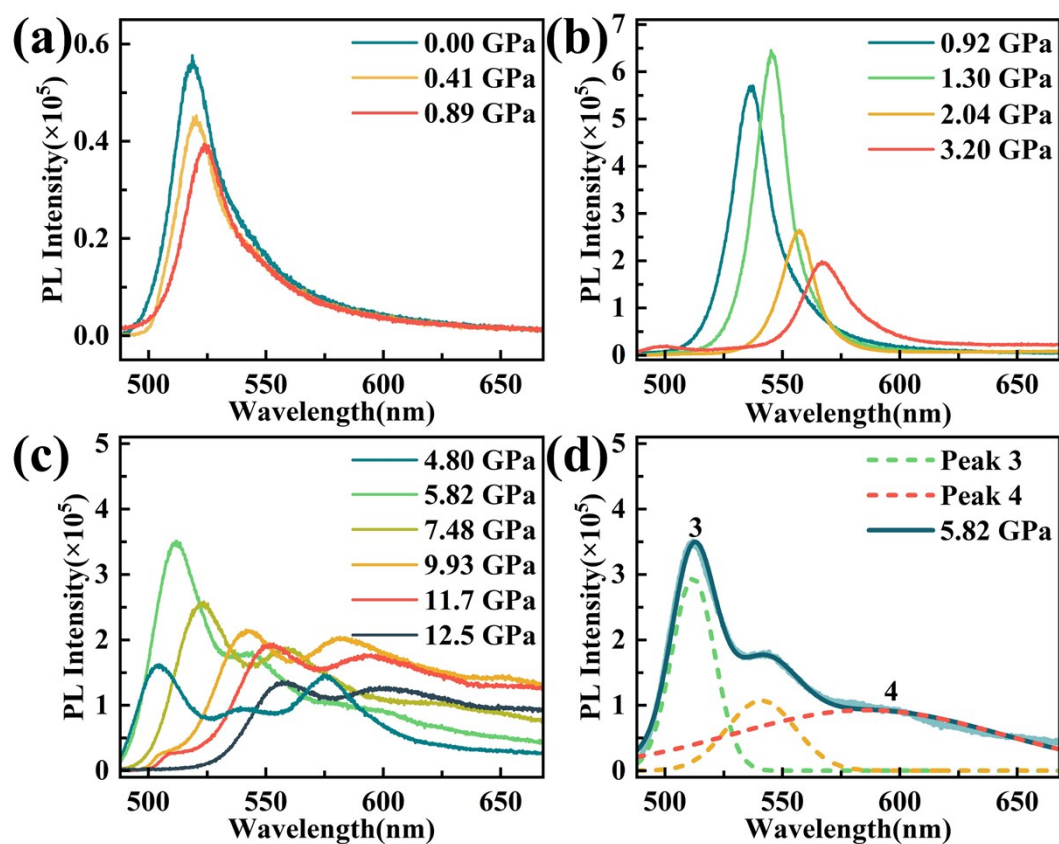 (a)
0.00 GPa
0.41 GPa
0.89 GPa
PL Intensity(×10⁵)
0.6
0.4
0.2
0.0
500 550 600 650
Wavelength(nm)
(b)
0.92 GPa
1.30 GPa
2.04 GPa
3.20 GPa
PL Intensity(×10⁵)
7
6
5
4
3
2
1
0
500 550 600 650
Wavelength(nm)
(c)
4.80 GPa
5.82 GPa
7.48 GPa
9.93 GPa
11.7 GPa
12.5 GPa
PL Intensity(×10⁵)
5
4
3
2
1
0
500 550 600 650
Wavelength(nm)
(d)
Peak 3
Peak 4
5.82 GPa
3
4
PL Intensity(×10⁵)
5
4
3
2
1
0
500 550 600 650
Wavelength(nm)